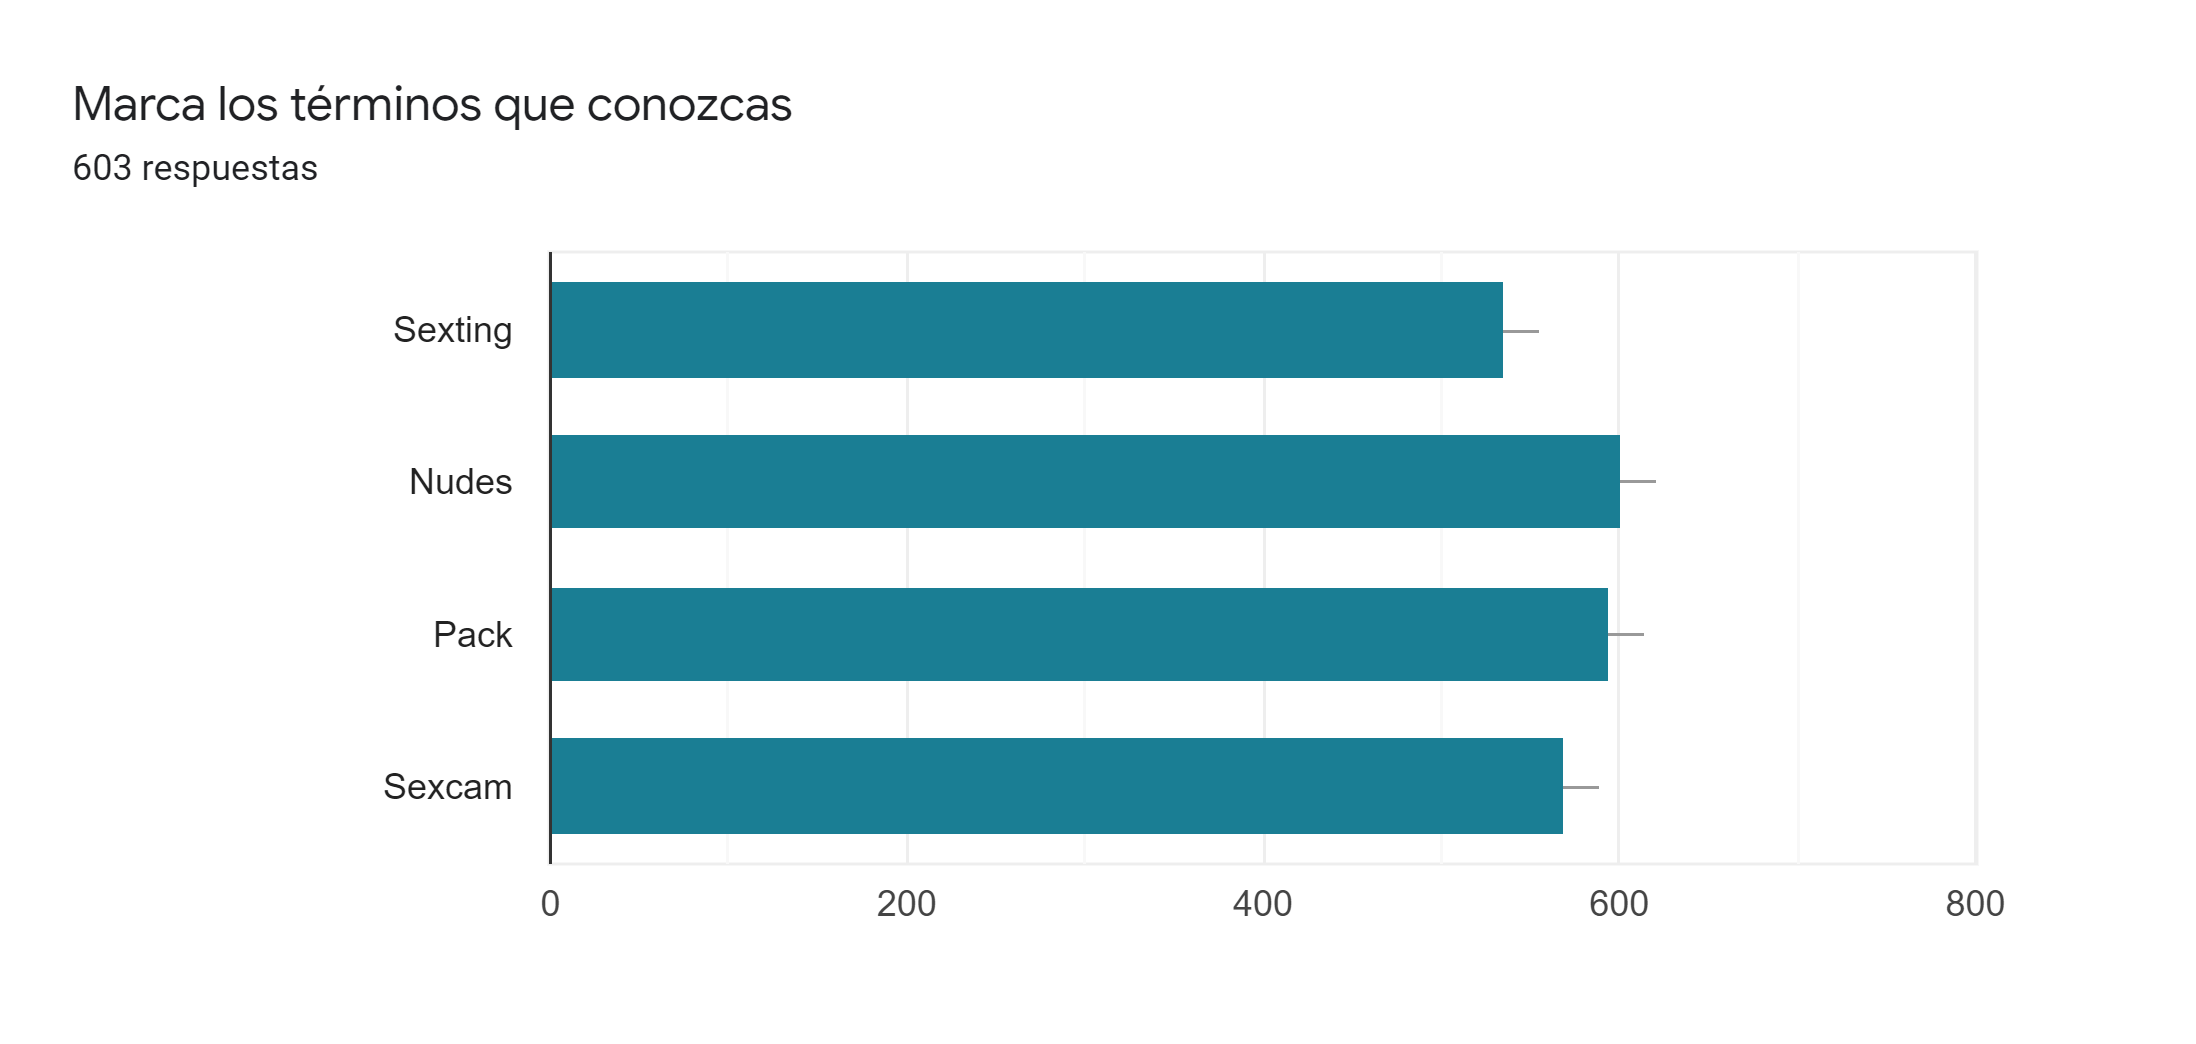 Marca los términos que conozcas
603 respuestas
Sexting
Nudes
Pack
Sexcam
0 200 400 600 800